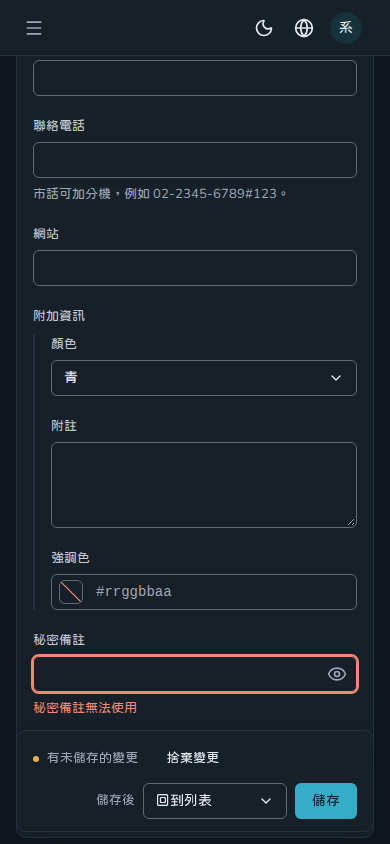 系
聯絡電話
市話可加分機，例如 02-2345-6789#123。
網站
附加資訊
顏色
青
附註
強調色
#rrggbbaa
秘密備註
秘密備註無法使用
有未儲存的變更 捨棄變更
儲存後 回到列表 儲存